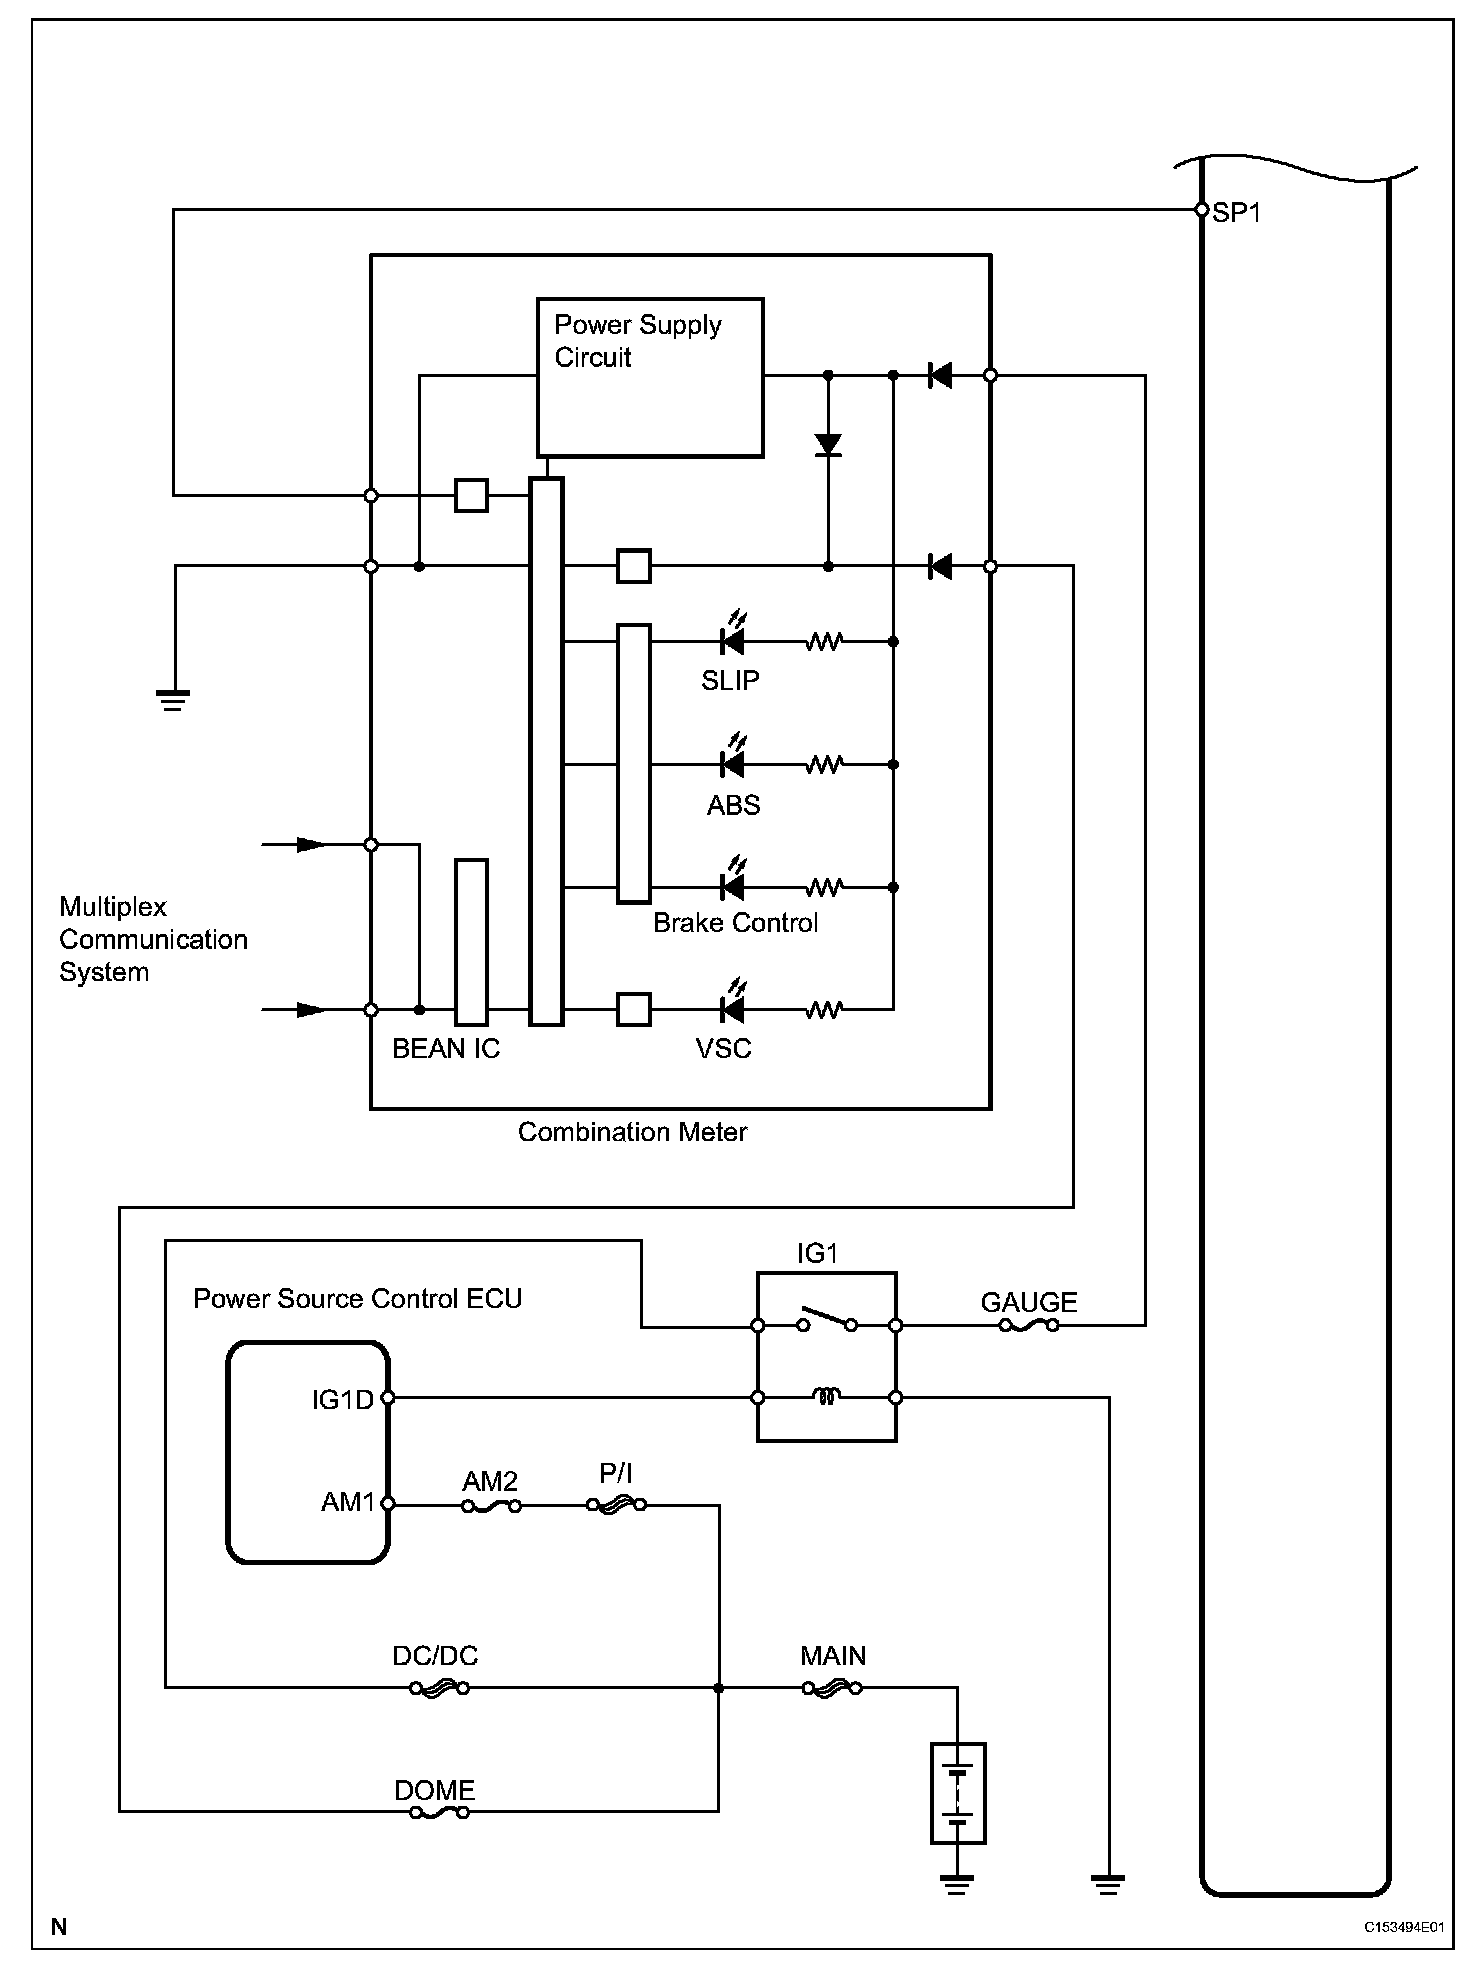 SP1
Power Supply
Circuit
SLIP
ABS
Multiplex
Communication
System
Brake Control
BEAN IC
VSC
Combination Meter
IG1
Power Source Control ECU
GAUGE
IG1D
AM1
AM2
P/I
DC/DC
MAIN
DOME
N
C153494E01